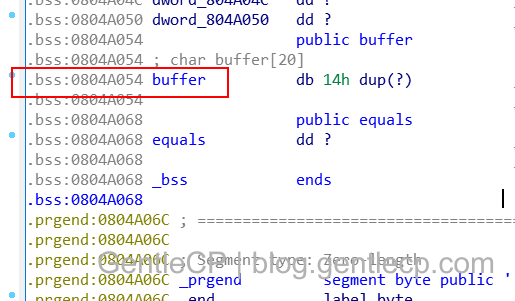 .bss:0804A04C dword_804A04C dd ?
.bss:0804A050 dword_804A050 dd ?
.bss:0804A054 public buffer
.bss:0804A054 ; char buffer[20]
.bss:0804A054 buffer db 14h dup(?)
.bss:0804A054
.bss:0804A068 public equals
.bss:0804A068 equals dd ?
.bss:0804A068
.bss:0804A068 _bss ends
.bss:0804A068
.prgend:0804A06C ; =====================================
.prgend:0804A06C
.prgend:0804A06C ; Segment type: Zero-length
GentleCP | blog.gentlecp.com
.prgend:0804A06C _prgend segment byte public '
.prgend:0804A06C _end label byte